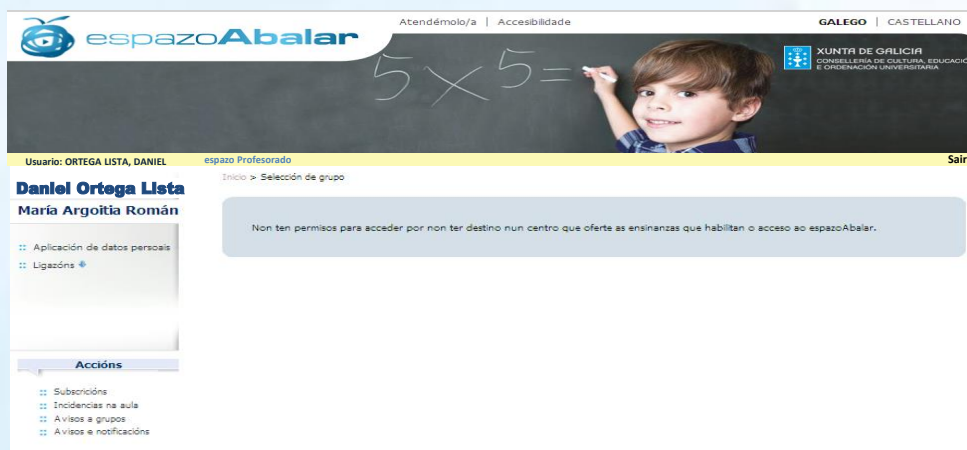 Atendémolo/a | Accesibilidade
GALEGO | CASTELLANO
espazoAbalar
5 x 5 =
XUNTA DE GALICIA
CONSELLERÍA DE CULTURA, EDUCACIÓ
E ORDENACIÓN UNIVERSITARIA
Usuario: ORTEGA LISTA, DANIEL
espazo Profesorado
Sair
Inicio > Selección de grupo
Daniel Ortega Lista
María Argoitia Román
Non ten permisos para acceder por non ter destino nun centro que oferte as ensinanzas que habilitan o acceso ao espazoAbalar.
Aplicación de datos persoais
Ligazóns
Accións
Subscricións
Incidencias na aula
Avisos a grupos
Avisos e notificacións